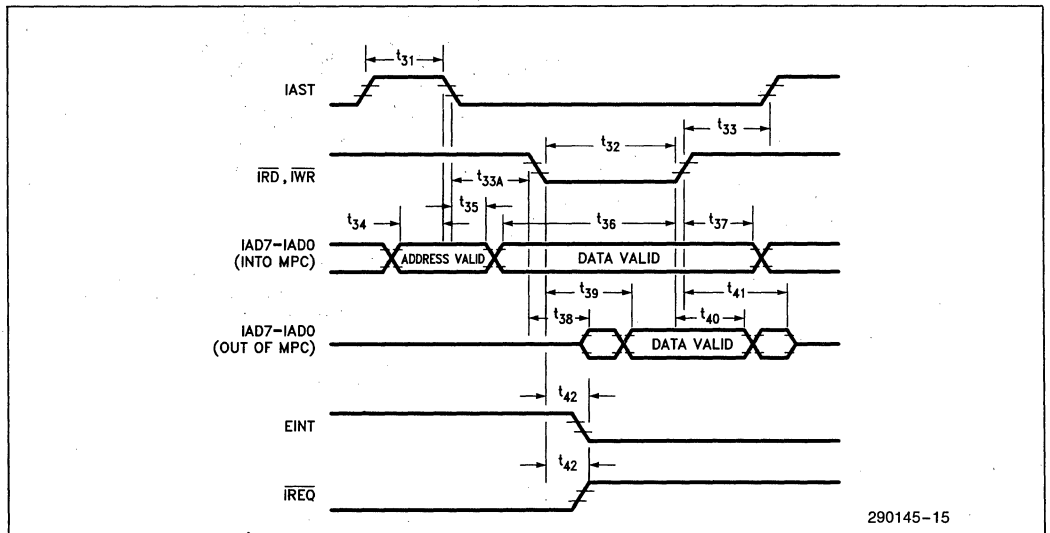 t31
IAST
t33
t32
IRD, IWR
t33A
t35
t34
t36
t37
IAD7-IAD0
(INTO MPC)
ADDRESS VALID
DATA VALID
t39
t41
t38
t40
IAD7-IAD0
(OUT OF MPC)
DATA VALID
t42
EINT
t42
IREQ
290145-15